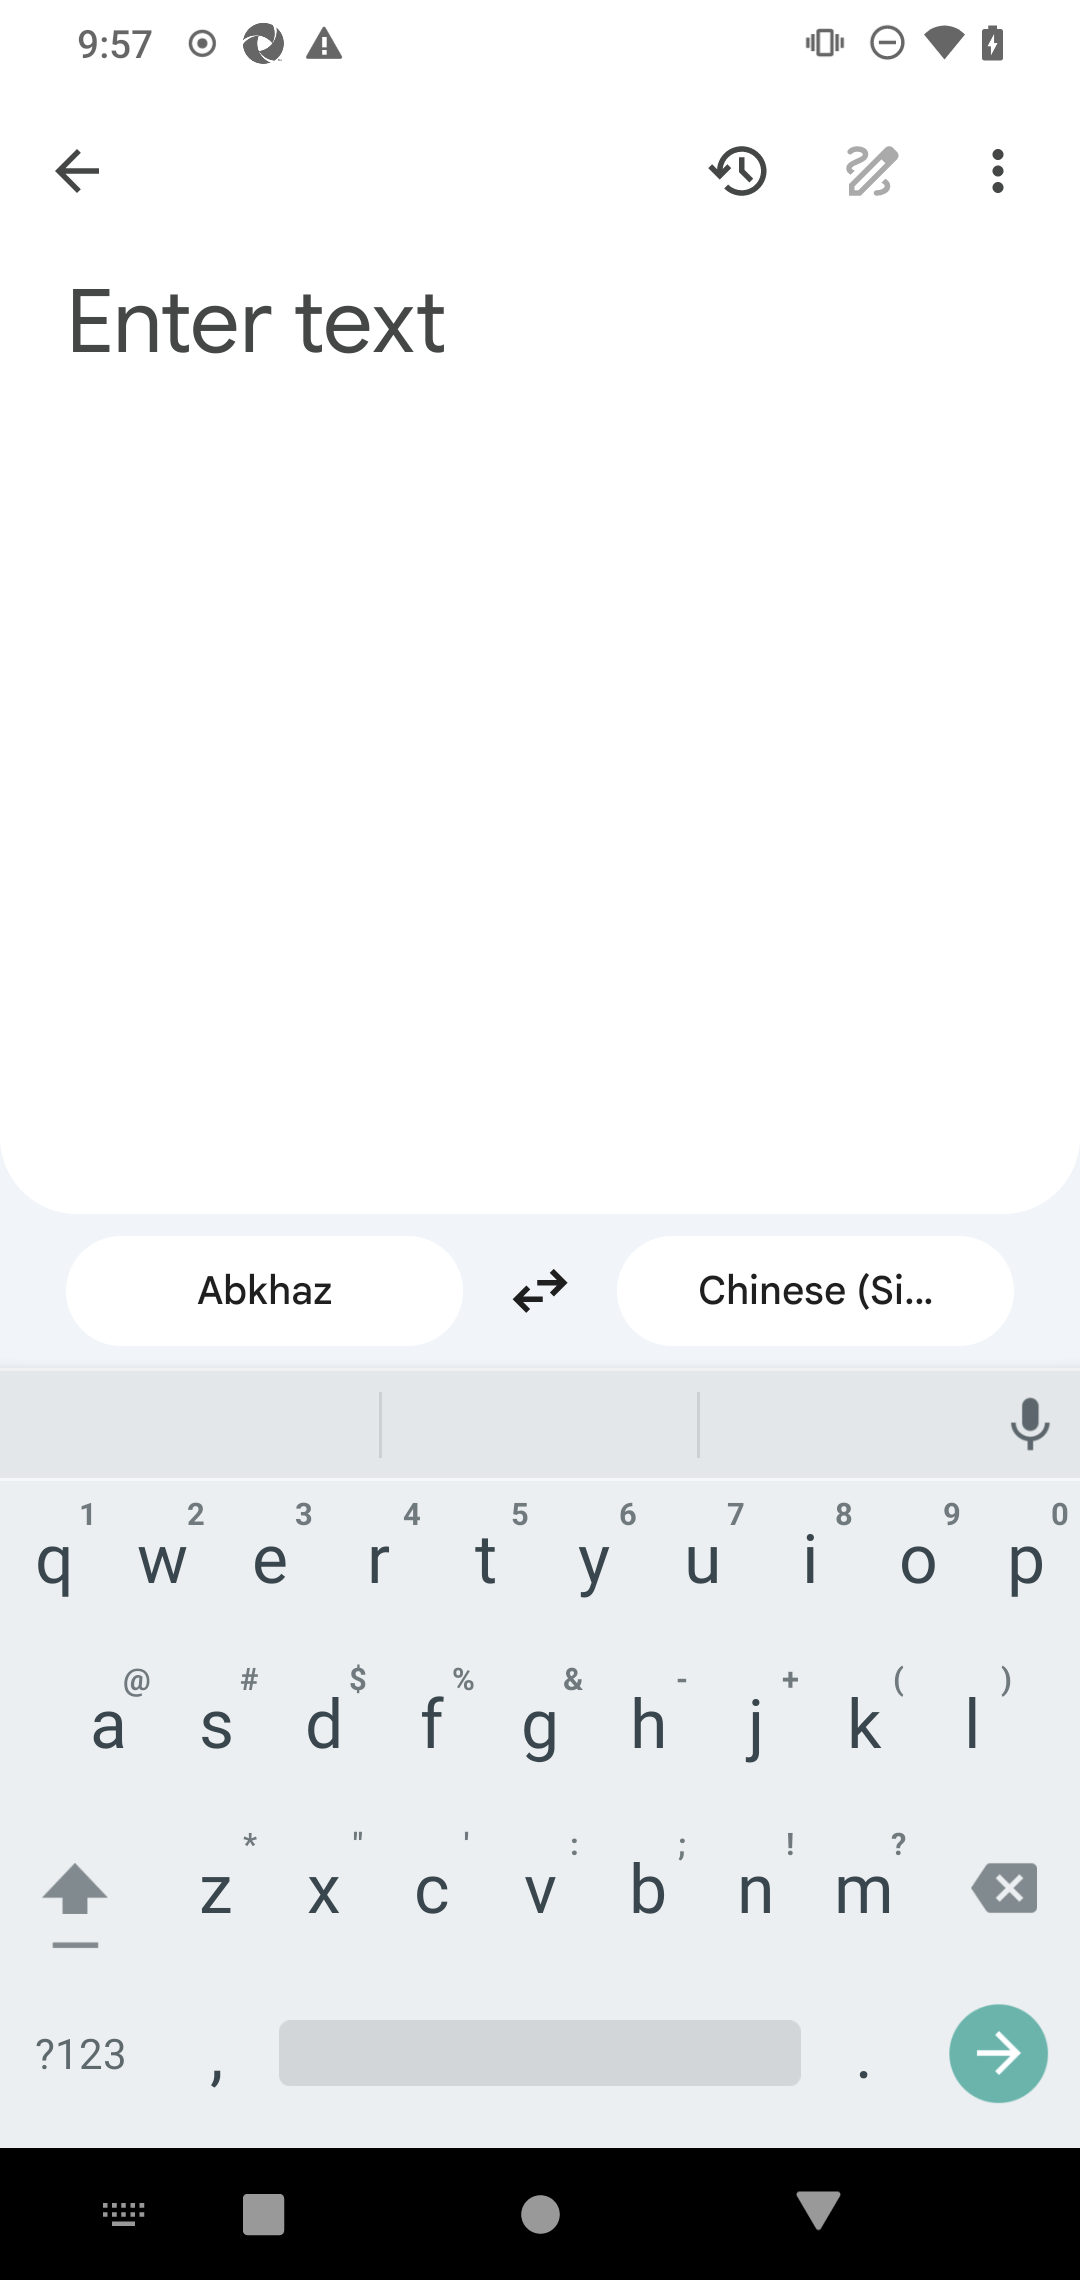 9:57
Enter text
Abkhaz
Chinese (Si...
1 2 3 4 5 6 7 8 9 0
q w e r t y u i o p
@ # $ % & - + ( )
a s d f g h j k l
* " ' : ; ! ?
z x c v b n m
?123 , .